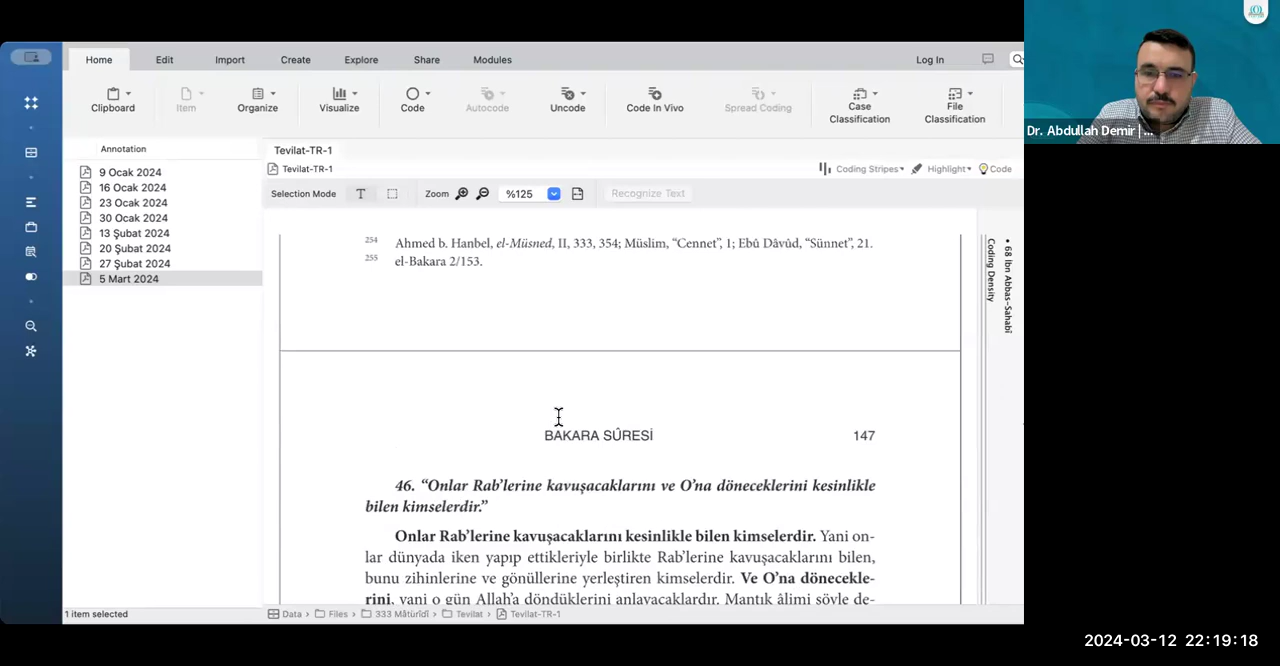 Home Edit Import Create Explore Share Modules Log In
Clipboard Item Organize Visualize Code Autocode Uncode Code In Vivo Spread Coding Case Classification File Classification
Annotation
9 Ocak 2024
16 Ocak 2024
23 Ocak 2024
30 Ocak 2024
13 Şubat 2024
20 Şubat 2024
27 Şubat 2024
5 Mart 2024
Tevilat-TR-1
Tevilat-TR-1 Coding Stripes Highlight Code
Selection Mode T Zoom %125 Recognize Text
254 Ahmed b. Hanbel, el-Müsned, II, 333, 354; Müslim, “Cennet”, 1; Ebû Dâvûd, “Sünnet”, 21.
255 el-Bakara 2/153.
BAKARA SÛRESİ 147
46. “Onlar Rab’lerine kavuşacaklarını ve O’na döneceklerini kesinlikle
bilen kimselerdir.”
Onlar Rab’lerine kavuşacaklarını kesinlikle bilen kimselerdir. Yani on-
lar dünyada iken yapıp ettikleriyle birlikte Rab’lerine kavuşacaklarını bilen,
bunu zihinlerine ve gönüllerine yerleştiren kimselerdir. Ve O’na dönecekle-
rini, yani o gün Allah’a döndüklerini anlayacaklardır. Mantık âlimi şöyle de-
• 68 İbn Abbas-Sahabî
Coding Density
1 item selected
Data Files 333 Mâtürîdî Tevilat Tevilat-TR-1
Dr. Abdullah Demir | ...
2024-03-12 22:19:18